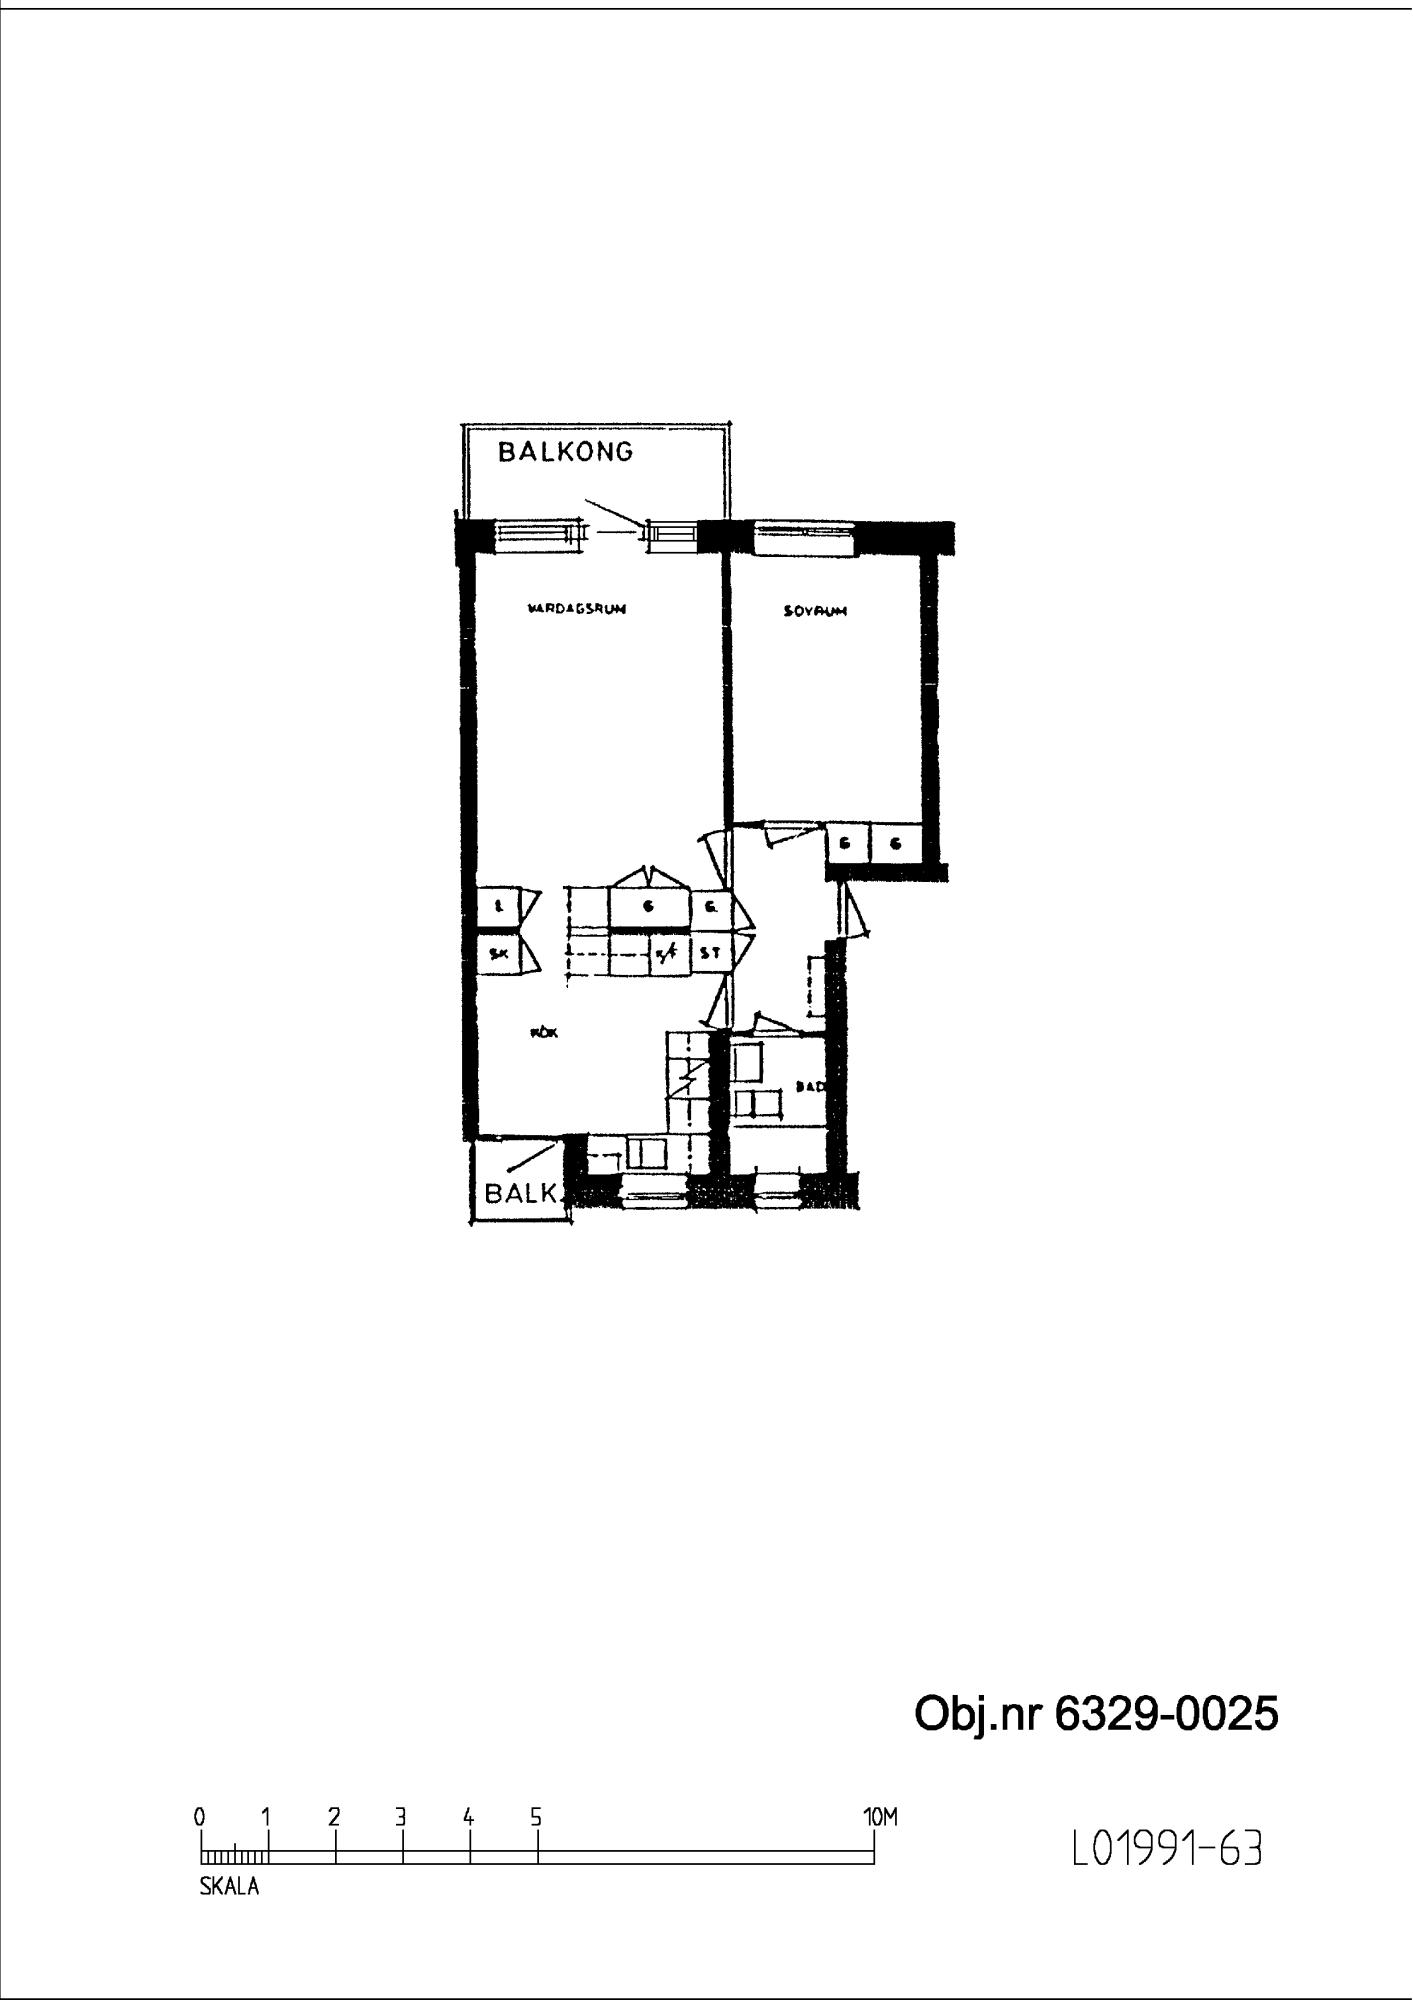 BALKONG
VARDAGSRUM
SOVRUM
G G
L G G
SK K/F ST
KÖK
BAD
BALK
Obj.nr 6329-0025
0 1 2 3 4 5 10M
SKALA
L01991-63